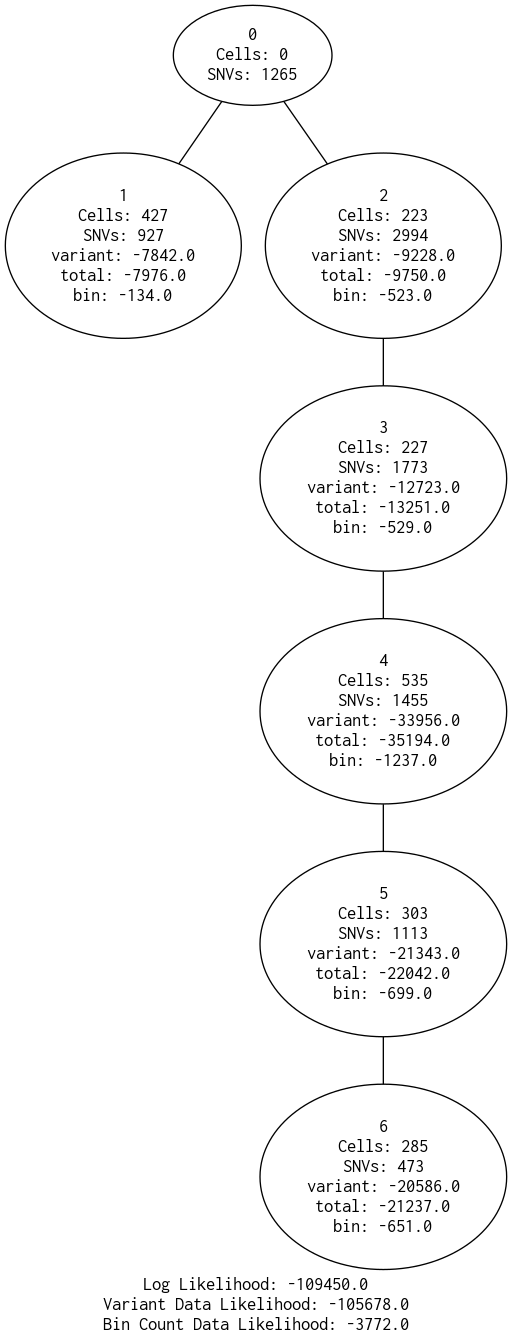 0
Cells: 0
SNVs: 1265
1
Cells: 427
SNVs: 927
variant: -7842.0
total: -7976.0
bin: -134.0
2
Cells: 223
SNVs: 2994
variant: -9228.0
total: -9750.0
bin: -523.0
3
Cells: 227
SNVs: 1773
variant: -12723.0
total: -13251.0
bin: -529.0
4
Cells: 535
SNVs: 1455
variant: -33956.0
total: -35194.0
bin: -1237.0
5
Cells: 303
SNVs: 1113
variant: -21343.0
total: -22042.0
bin: -699.0
6
Cells: 285
SNVs: 473
variant: -20586.0
total: -21237.0
bin: -651.0
Log Likelihood: -109450.0
Variant Data Likelihood: -105678.0
Bin Count Data Likelihood: -3772.0